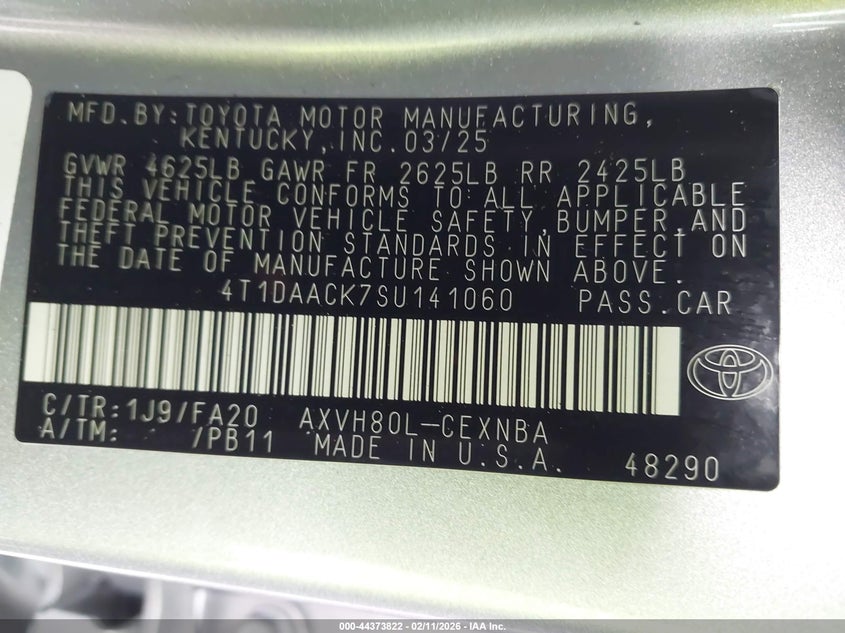 MFD.BY:TOYOTA MOTOR MANUFACTURING,
KENTUCKY,INC.03/25
GVWR 4625LB GAWR FR 2625LB RR 2425LB
THIS VEHICLE CONFORMS TO ALL APPLICABLE
FEDERAL MOTOR VEHICLE SAFETY,BUMPER,AND
THEFT PREVENTION STANDARDS IN EFFECT ON
THE DATE OF MANUFACTURE SHOWN ABOVE.
4T1DAACK7SU141060 PASS.CAR
C/TR:1J9/FA20 AXVH80L-CEXNBA
A/TM: /PB11 MADE IN U.S.A. 48290
000-44373822 - 02/11/2026 - IAA Inc.